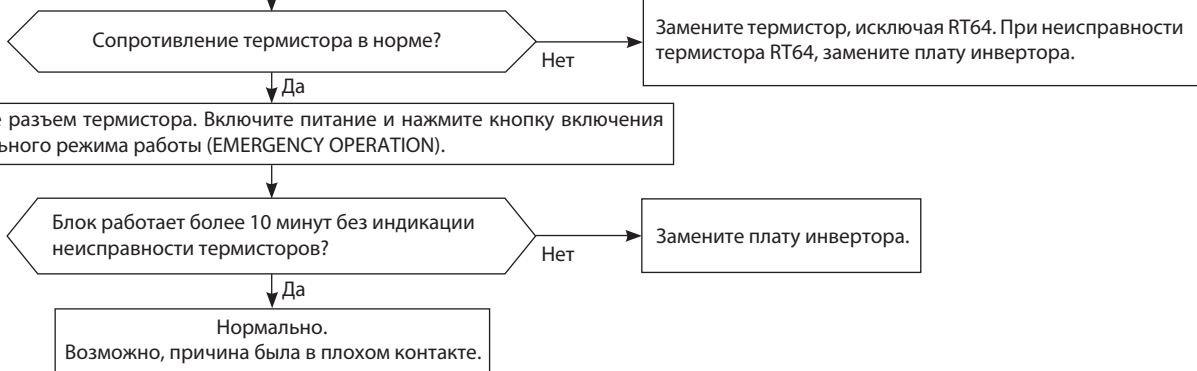 Сопротивление термистора в норме?
Нет
Замените термистор, исключая RT64. При неисправности
термистора RT64, замените плату инвертора.
Да
разъем термистора. Включите питание и нажмите кнопку включения
режима работы (EMERGENCY OPERATION).
Блок работает более 10 минут без индикации
неисправности термисторов?
Нет
Замените плату инвертора.
Да
Нормально.
Возможно, причина была в плохом контакте.